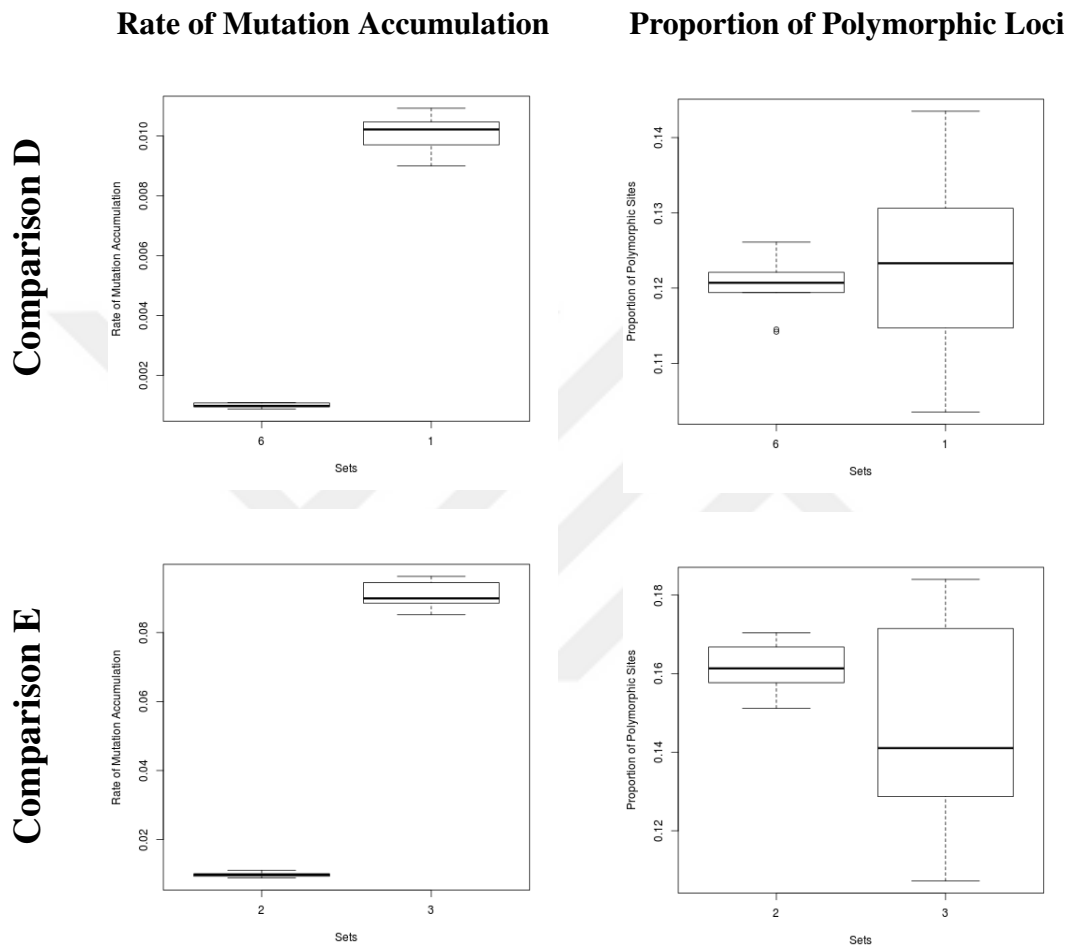 Rate of Mutation Accumulation
Proportion of Polymorphic Loci
Comparison D
Rate of Mutation Accumulation
0.002
0.004
0.006
0.008
0.010
6
1
Sets
Proportion of Polymorphic Sites
0.11
0.12
0.13
0.14
6
1
Sets
Comparison E
Rate of Mutation Accumulation
0.02
0.04
0.06
0.08
2
3
Sets
Proportion of Polymorphic Sites
0.12
0.14
0.16
0.18
2
3
Sets